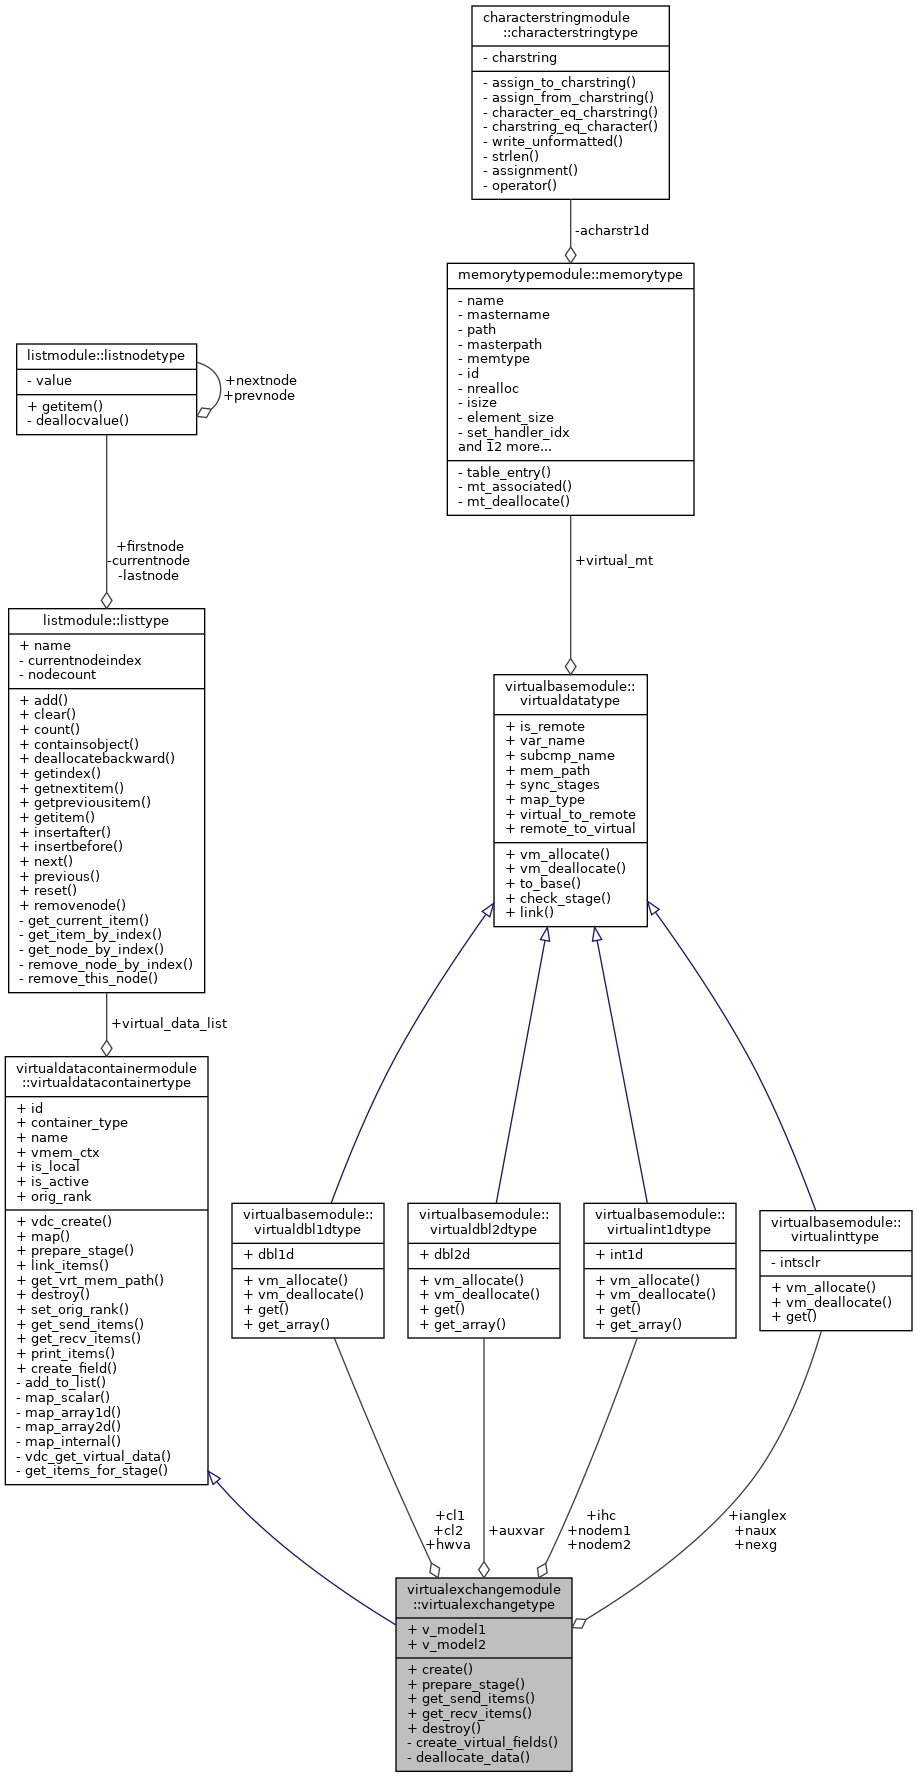 characterstringmodule
::characterstringtype
- charstring
- assign_to_charstring()
- assign_from_charstring()
- character_eq_charstring()
- charstring_eq_character()
- write_unformatted()
- strlen()
- assignment()
- operator()
-acharstr1d
memorytypemodule::memorytype
- name
- mastername
- path
- masterpath
- memtype
- id
- nrealloc
- isize
- element_size
- set_handler_idx
and 12 more...
- table_entry()
- mt_associated()
- mt_deallocate()
listmodule::listnodetype
- value
+ getitem()
- deallocvalue()
+nextnode
+prevnode
+firstnode
-currentnode
-lastnode
+virtual_mt
listmodule::listtype
+ name
- currentnodeindex
- nodecount
+ add()
+ clear()
+ count()
+ containsobject()
+ deallocatebackward()
+ getindex()
+ getnextitem()
+ getpreviousitem()
+ getitem()
+ insertafter()
+ insertbefore()
+ next()
+ previous()
+ reset()
+ removenode()
- get_current_item()
- get_item_by_index()
- get_node_by_index()
- remove_node_by_index()
- remove_this_node()
virtualbasemodule::
virtualdatatype
+ is_remote
+ var_name
+ subcmp_name
+ mem_path
+ sync_stages
+ map_type
+ virtual_to_remote
+ remote_to_virtual
+ vm_allocate()
+ vm_deallocate()
+ to_base()
+ check_stage()
+ link()
+virtual_data_list
virtualdatacontainermodule
::virtualdatacontainertype
+ id
+ container_type
+ name
+ vmem_ctx
+ is_local
+ is_active
+ orig_rank
+ vdc_create()
+ map()
+ prepare_stage()
+ link_items()
+ get_vrt_mem_path()
+ destroy()
+ set_orig_rank()
+ get_send_items()
+ get_recv_items()
+ print_items()
+ create_field()
- add_to_list()
- map_scalar()
- map_array1d()
- map_array2d()
- map_internal()
- vdc_get_virtual_data()
- get_items_for_stage()
virtualbasemodule::
virtualdbl1dtype
+ dbl1d
+ vm_allocate()
+ vm_deallocate()
+ get()
+ get_array()
virtualbasemodule::
virtualdbl2dtype
+ dbl2d
+ vm_allocate()
+ vm_deallocate()
+ get()
+ get_array()
virtualbasemodule::
virtualint1dtype
+ int1d
+ vm_allocate()
+ vm_deallocate()
+ get()
+ get_array()
virtualbasemodule::
virtualinttype
- intsclr
+ vm_allocate()
+ vm_deallocate()
+ get()
+cl1
+cl2
+hwva
+auxvar
+ihc
+nodem1
+nodem2
+ianglex
+naux
+nexg
virtualexchangemodule
::virtualexchangetype
+ v_model1
+ v_model2
+ create()
+ prepare_stage()
+ get_send_items()
+ get_recv_items()
+ destroy()
- create_virtual_fields()
- deallocate_data()